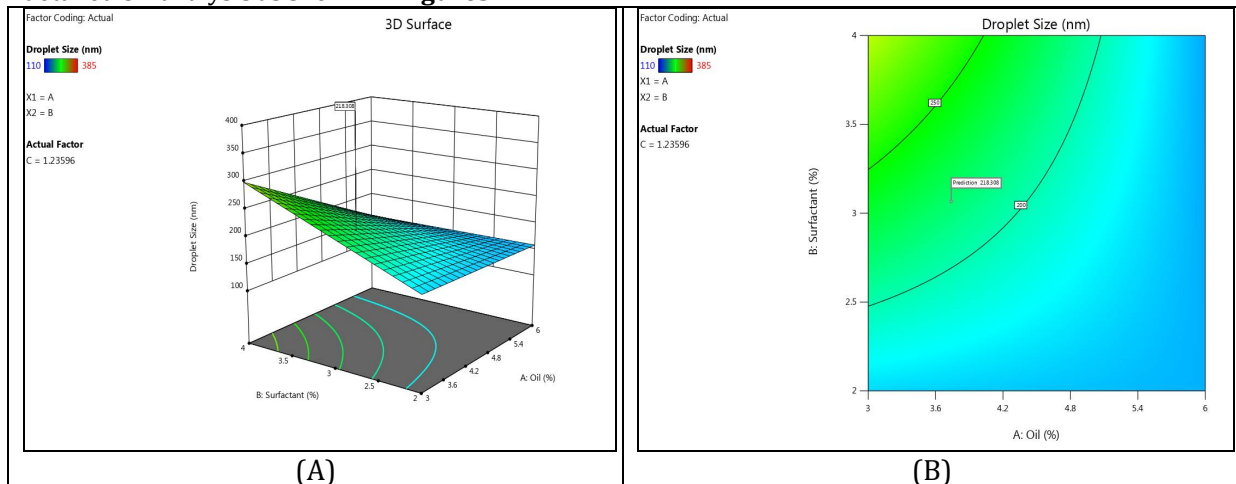 Factor Coding: Actual
3D Surface
Droplet Size (nm)
110 385
X1 = A
X2 = B
Actual Factor
C = 1.23596
218.308
400
350
300
250
200
150
100
Droplet Size (nm)
4
3.5
3
2.5
2
B: Surfactant (%)
3
3.6
4.2
4.8
5.4
6
A: Oil (%)
(A)
Factor Coding: Actual
Droplet Size (nm)
Droplet Size (nm)
110 385
X1 = A
X2 = B
Actual Factor
C = 1.23596
4
3.5
3
2.5
2
B: Surfactant (%)
250
Prediction 218.308
200
3 3.6 4.2 4.8 5.4 6
A: Oil (%)
(B)